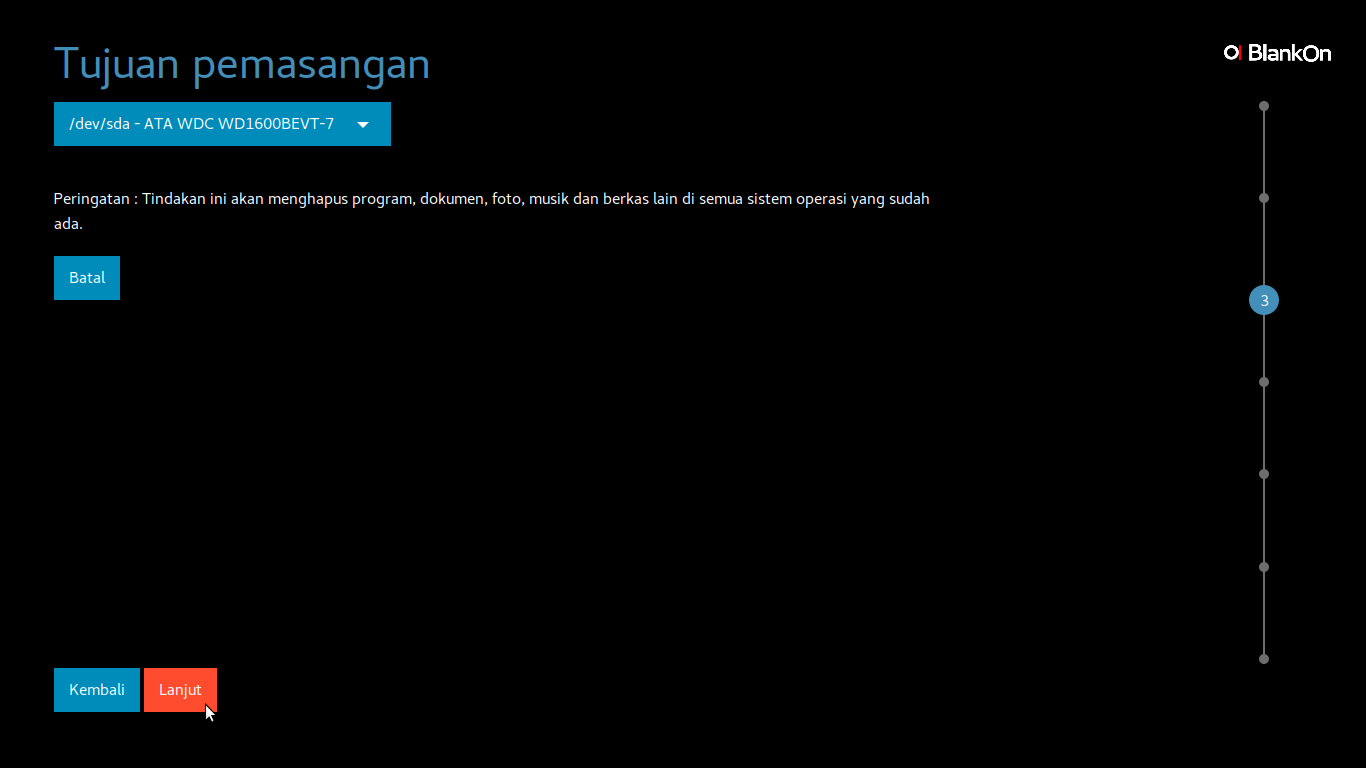 Tujuan pemasangan
BlankOn
/dev/sda - ATA WDC WD1600BEVT-7
Peringatan : Tindakan ini akan menghapus program, dokumen, foto, musik dan berkas lain di semua sistem operasi yang sudah
ada.
Batal
3
Kembali
Lanjut